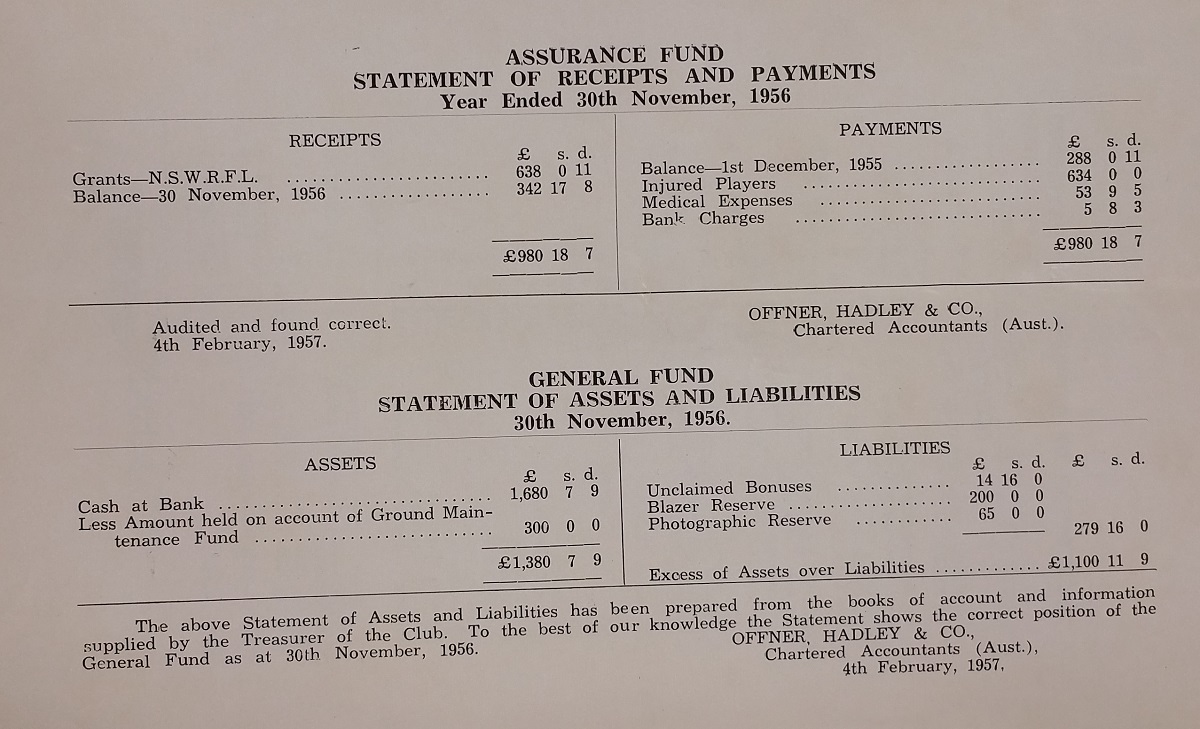 ASSURANCE FUND
STATEMENT OF RECEIPTS AND PAYMENTS
Year Ended 30th November, 1956
RECEIPTS
£ s. d.
Grants—N.S.W.R.F.L. ........................ 638 0 11
Balance—30 November, 1956 .................. 342 17 8
£980 18 7
PAYMENTS
£ s. d.
Balance—1st December, 1955 .................. 288 0 11
Injured Players ............................. 634 0 0
Medical Expenses ........................... 53 9 5
Bank Charges .............................. 5 8 3
£980 18 7
Audited and found correct.
4th February, 1957.
OFFNER, HADLEY & CO.,
Chartered Accountants (Aust.).
GENERAL FUND
STATEMENT OF ASSETS AND LIABILITIES
30th November, 1956.
ASSETS
£ s. d.
Cash at Bank ................................ 1,680 7 9
Less Amount held on account of Ground Main-
tenance Fund ............................ 300 0 0
£1,380 7 9
LIABILITIES
£ s. d. £ s. d.
Unclaimed Bonuses .............. 14 16 0
Blazer Reserve .................... 200 0 0
Photographic Reserve ............ 65 0 0
279 16 0
Excess of Assets over Liabilities ............. £1,100 11 9
The above Statement of Assets and Liabilities has been prepared from the books of account and information
supplied by the Treasurer of the Club. To the best of our knowledge the Statement shows the correct position of the
General Fund as at 30th November, 1956.
OFFNER, HADLEY & CO.,
Chartered Accountants (Aust.),
4th February, 1957,